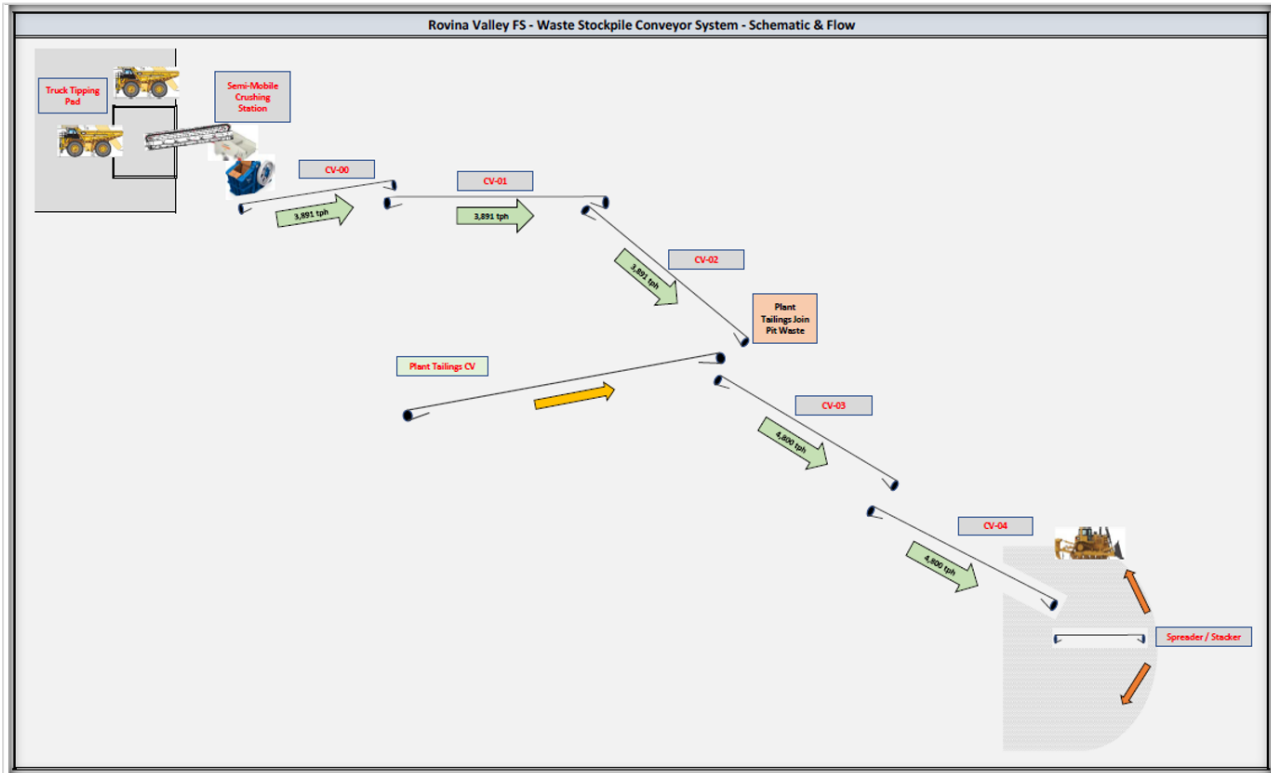 Rovina Valley FS - Waste Stockpile Conveyor System - Schematic & Flow
Truck Tipping
Pad
Semi-Mobile
Crushing
Station
CV-00
3,891 tph
CV-01
3,891 tph
CV-02
3,891 tph
Plant
Tailings Join
Pit Waste
Plant Tailings CV
CV-03
4,800 tph
CV-04
4,800 tph
Spreader / Stacker